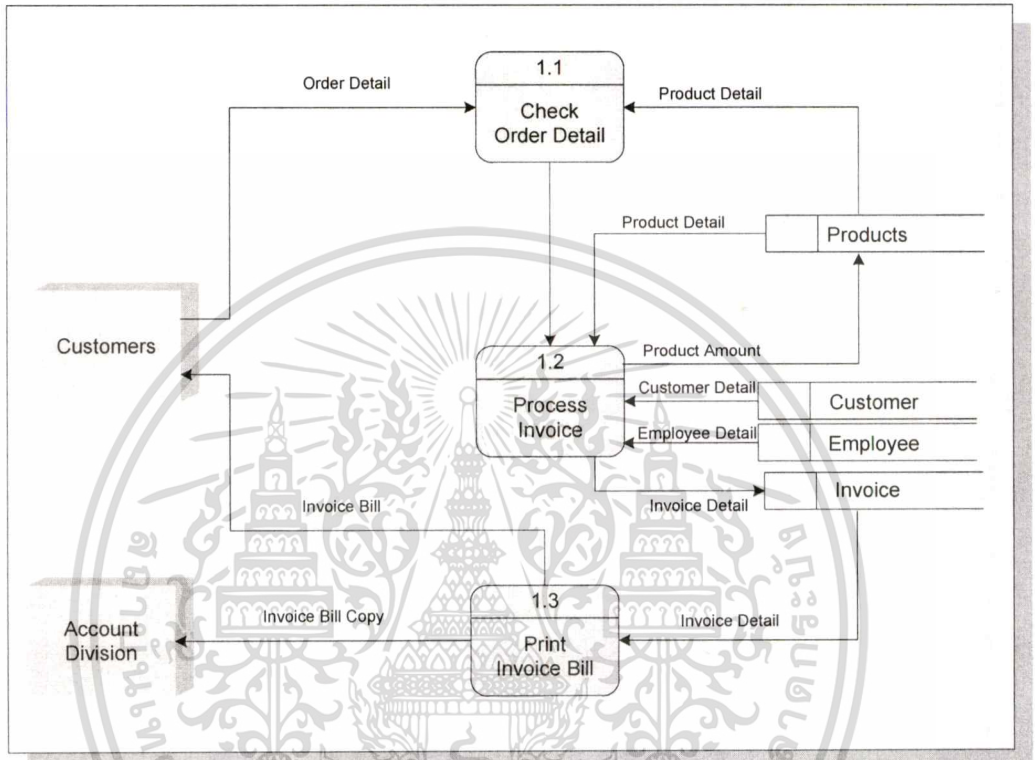 1.1
Check
Order Detail
Order Detail
Product Detail
Product Detail
Products
Customers
1.2
Process
Invoice
Product Amount
Customer Detail
Customer
Employee Detail
Employee
Invoice Detail
Invoice
Invoice Bill
1.3
Print
Invoice Bill
Invoice Bill Copy
Invoice Detail
Account
Division